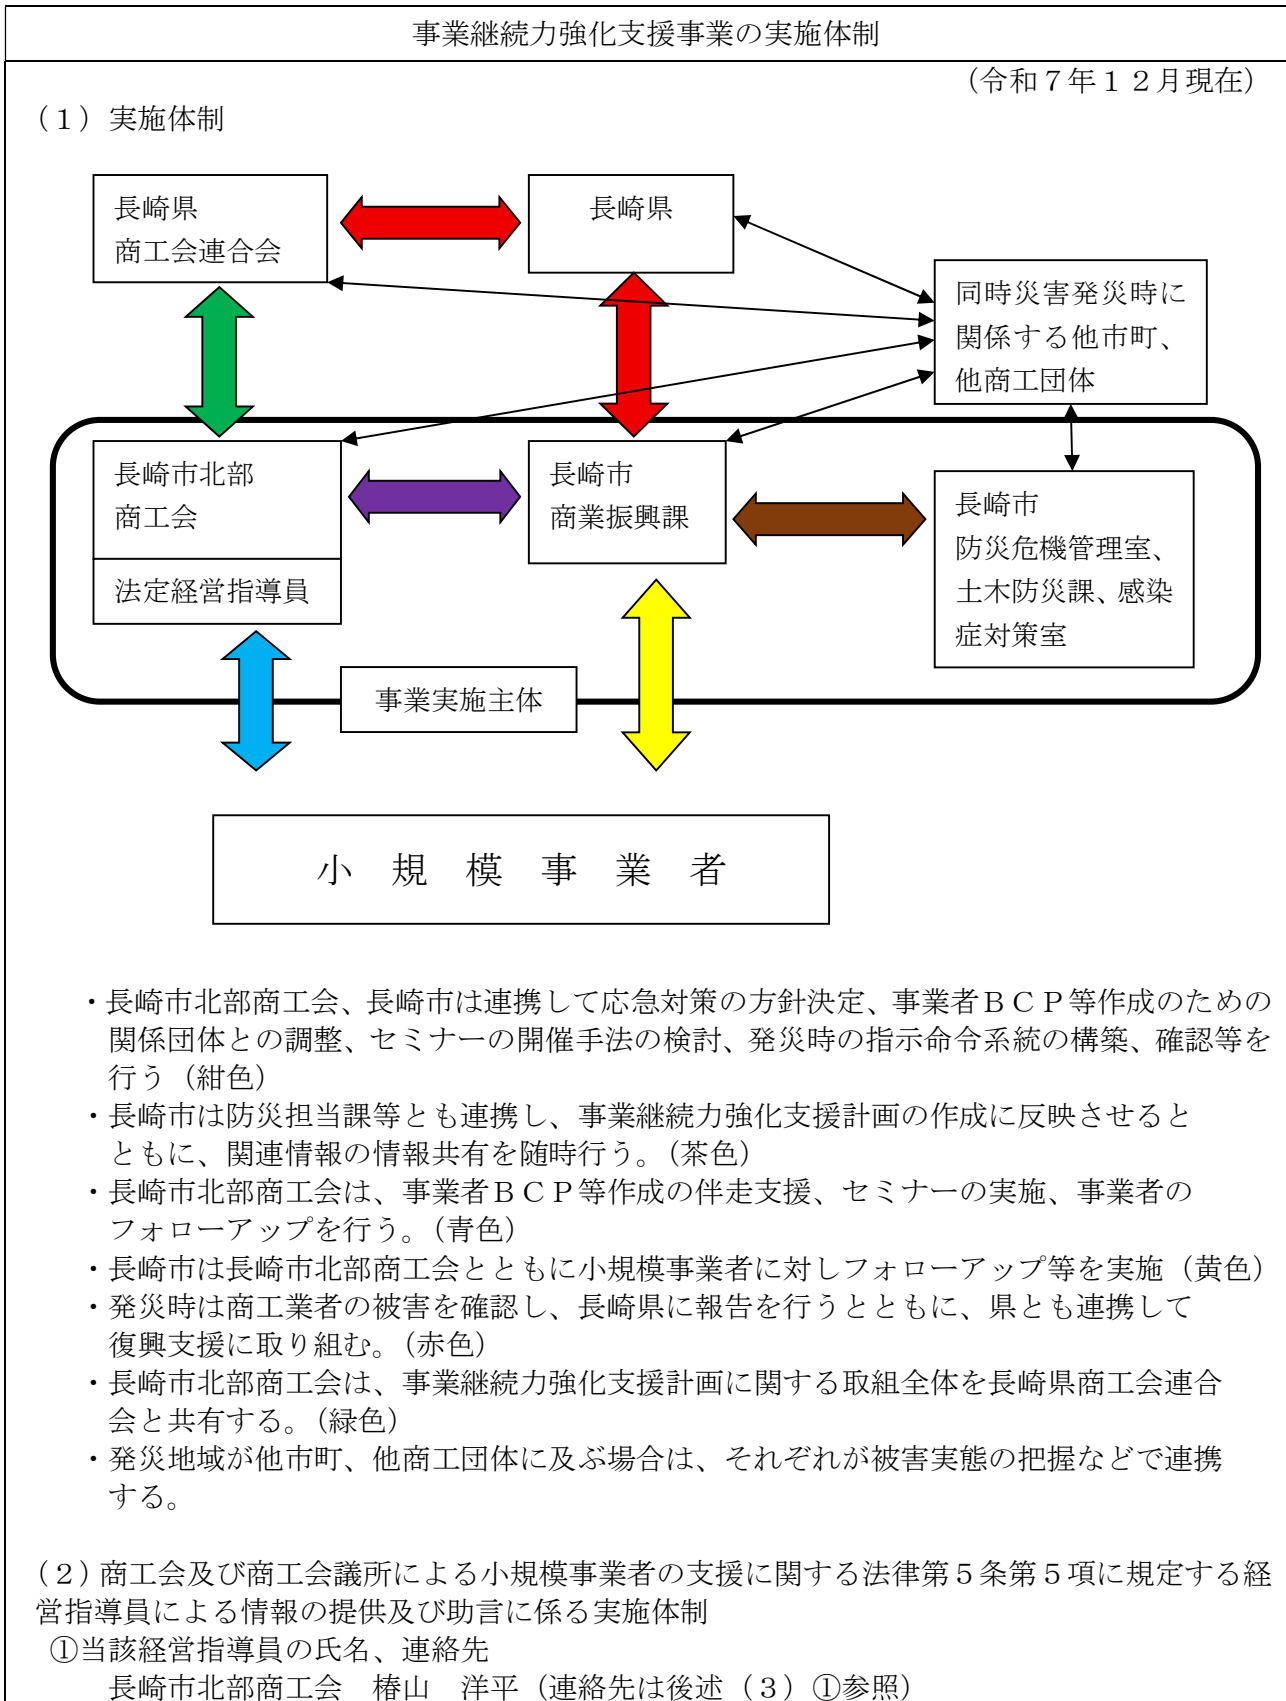 事業継続力強化支援事業の実施体制
（令和７年１２月現在）
（１）実施体制
長崎県
商工会連合会
長崎県
同時災害発災時に
関係する他市町、
他商工団体
長崎市北部
商工会
法定経営指導員
長崎市
商業振興課
長崎市
防災危機管理室、
土木防災課、感染
症対策室
事業実施主体
小規模事業者
・長崎市北部商工会、長崎市は連携して応急対策の方針決定、事業者ＢＣＰ等作成のための
関係団体との調整、セミナーの開催手法の検討、発災時の指示命令系統の構築、確認等を
行う（紺色）
・長崎市は防災担当課等とも連携し、事業継続力強化支援計画の作成に反映させると
ともに、関連情報の情報共有を随時行う。（茶色）
・長崎市北部商工会は、事業者ＢＣＰ等作成の伴走支援、セミナーの実施、事業者の
フォローアップを行う。（青色）
・長崎市は長崎市北部商工会とともに小規模事業者に対しフォローアップ等を実施（黄色）
・発災時は商工業者の被害を確認し、長崎県に報告を行うとともに、県とも連携して
復興支援に取り組む。（赤色）
・長崎市北部商工会は、事業継続力強化支援計画に関する取組全体を長崎県商工会連合
会と共有する。（緑色）
・発災地域が他市町、他商工団体に及ぶ場合は、それぞれが被害実態の把握などで連携
する。
（２）商工会及び商工会議所による小規模事業者の支援に関する法律第５条第５項に規定する経
営指導員による情報の提供及び助言に係る実施体制
①当該経営指導員の氏名、連絡先
長崎市北部商工会　椿山　洋平（連絡先は後述（３）①参照）